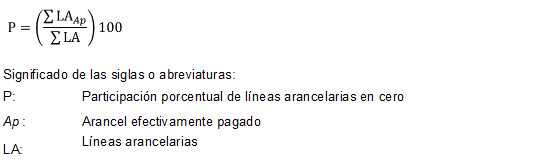 P = (∑ LA_Ap / ∑ LA) 100
Significado de las siglas o abreviaturas:
P: Participación porcentual de líneas arancelarias en cero
Ap : Arancel efectivamente pagado
LA: Líneas arancelarias